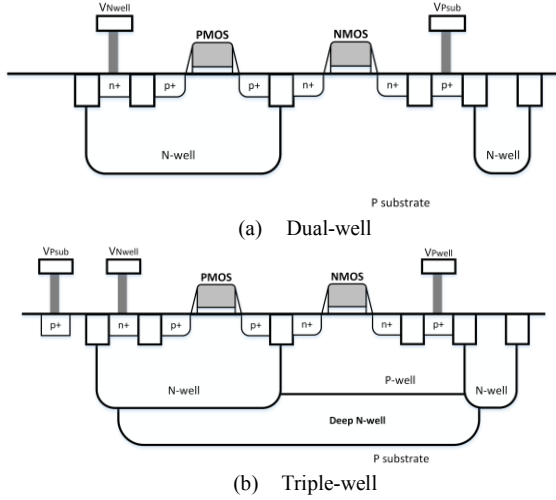 VNwell VPsub
PMOS NMOS
n+ p+ p+ n+ n+ p+
N-well N-well
P substrate
(a) Dual-well
VPsub VNwell VPwell
PMOS NMOS
p+ n+ p+ p+ n+ n+ p+
P-well
N-well N-well
Deep N-well
P substrate
(b) Triple-well